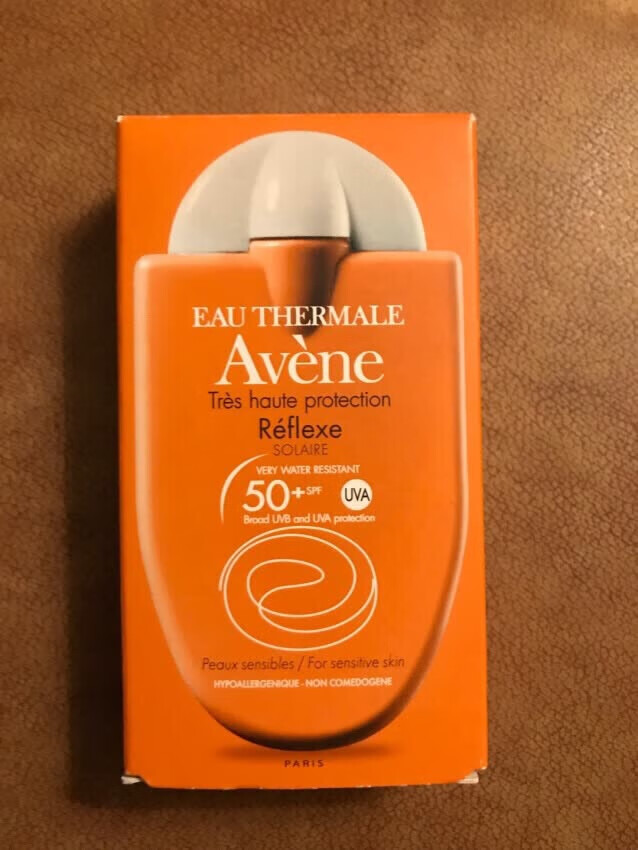 EAU THERMALE
Avène
Très haute protection
Réflexe
SOLAIRE
VERY WATER RESISTANT
50+ SPF UVA
Broad UVB and UVA protection
Peaux sensibles / For sensitive skin
HYPOALLERGENIQUE - NON COMEDOGENE
PARIS